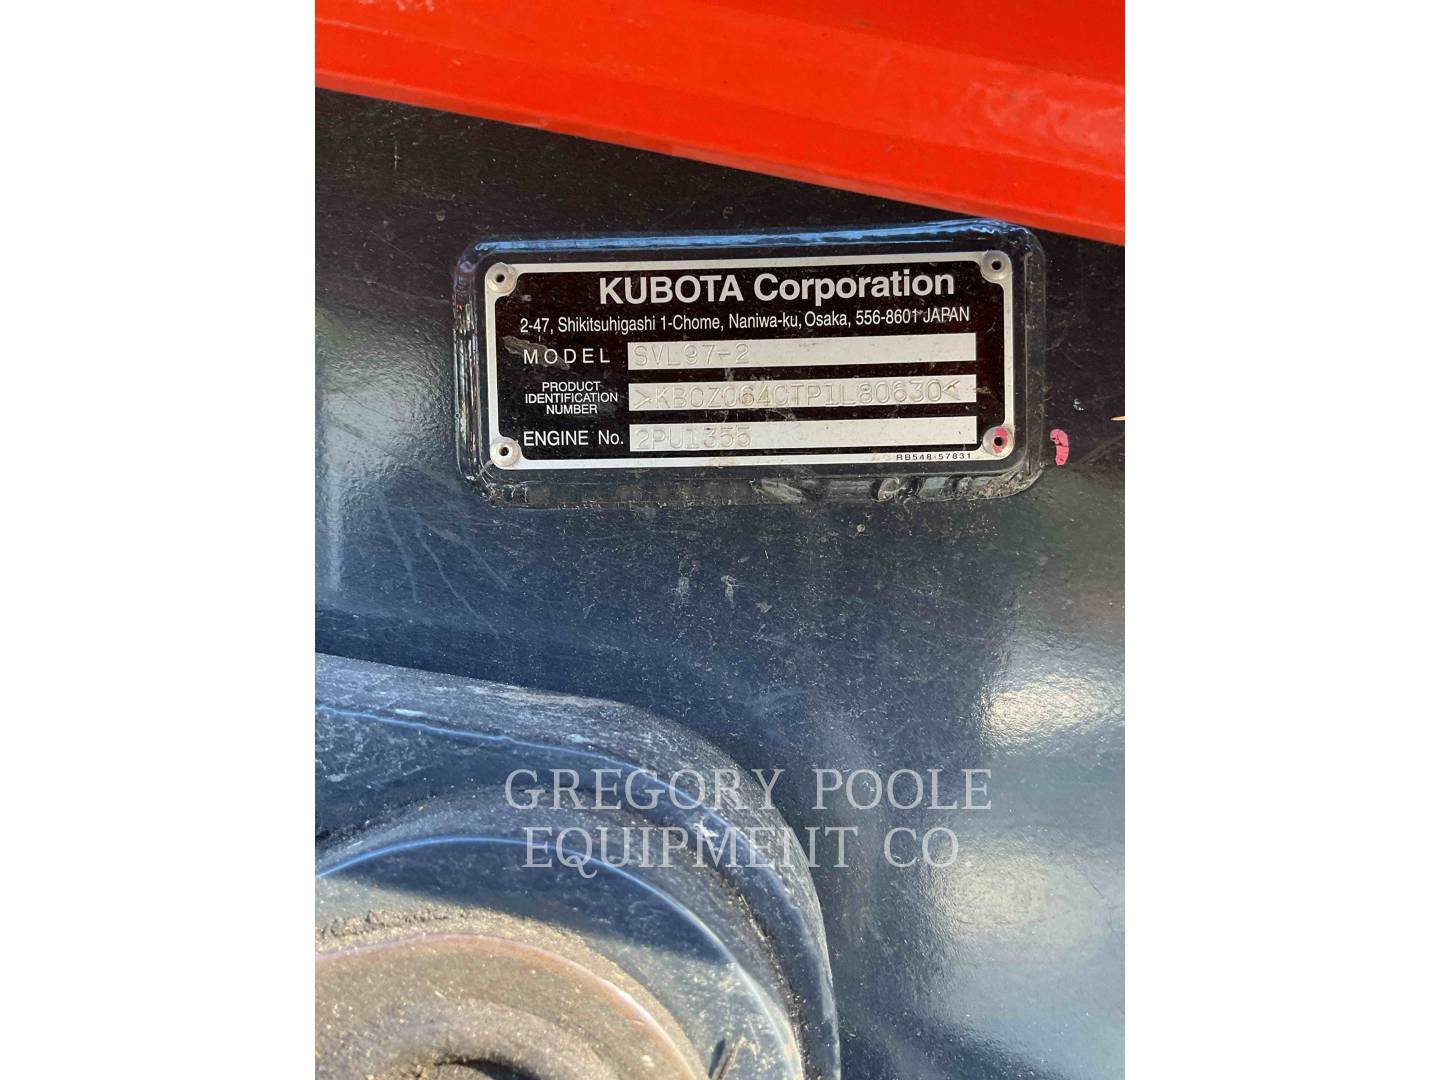 KUBOTA Corporation
2-47, Shikitsuhigashi 1-Chome, Naniwa-ku, Osaka, 556-8601 JAPAN
MODEL SVL97-2
PRODUCT
IDENTIFICATION
NUMBER
>KBCZ064CTP1L80630<
ENGINE No. 2PU1355
RB548-57831
GREGORY POOLE
EQUIPMENT CO